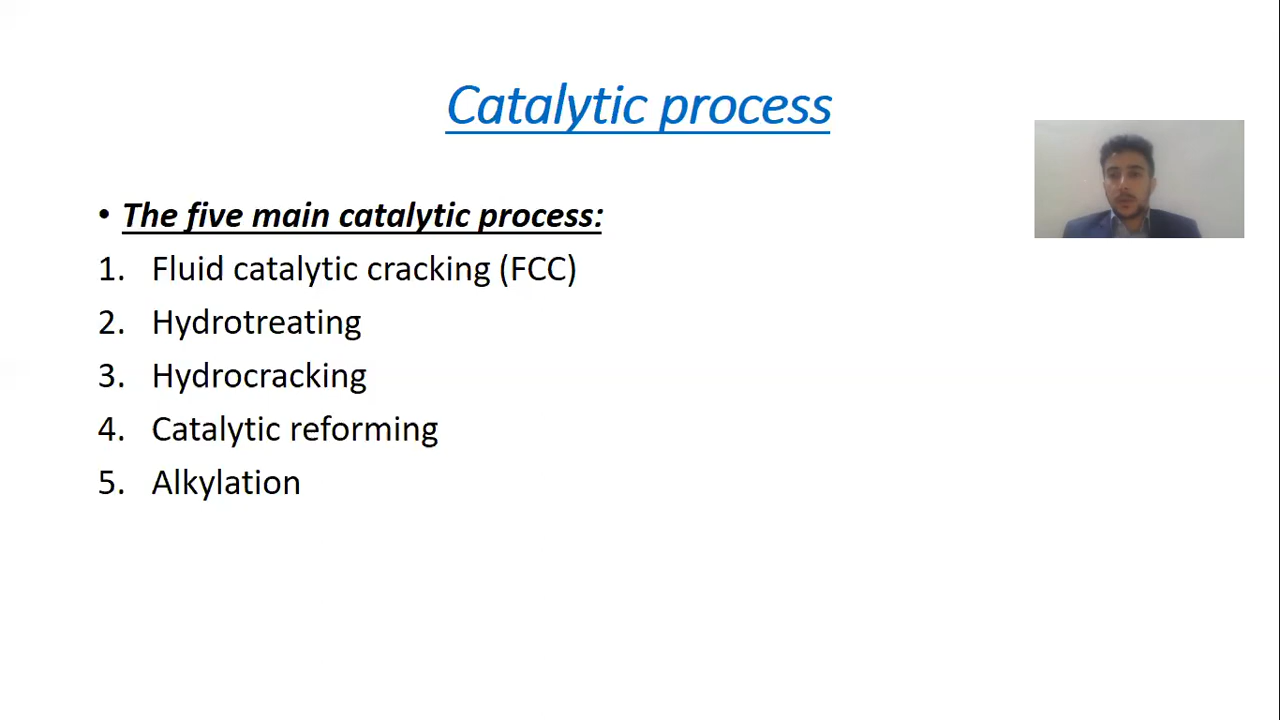 Catalytic process
• The five main catalytic process:
1. Fluid catalytic cracking (FCC)
2. Hydrotreating
3. Hydrocracking
4. Catalytic reforming
5. Alkylation